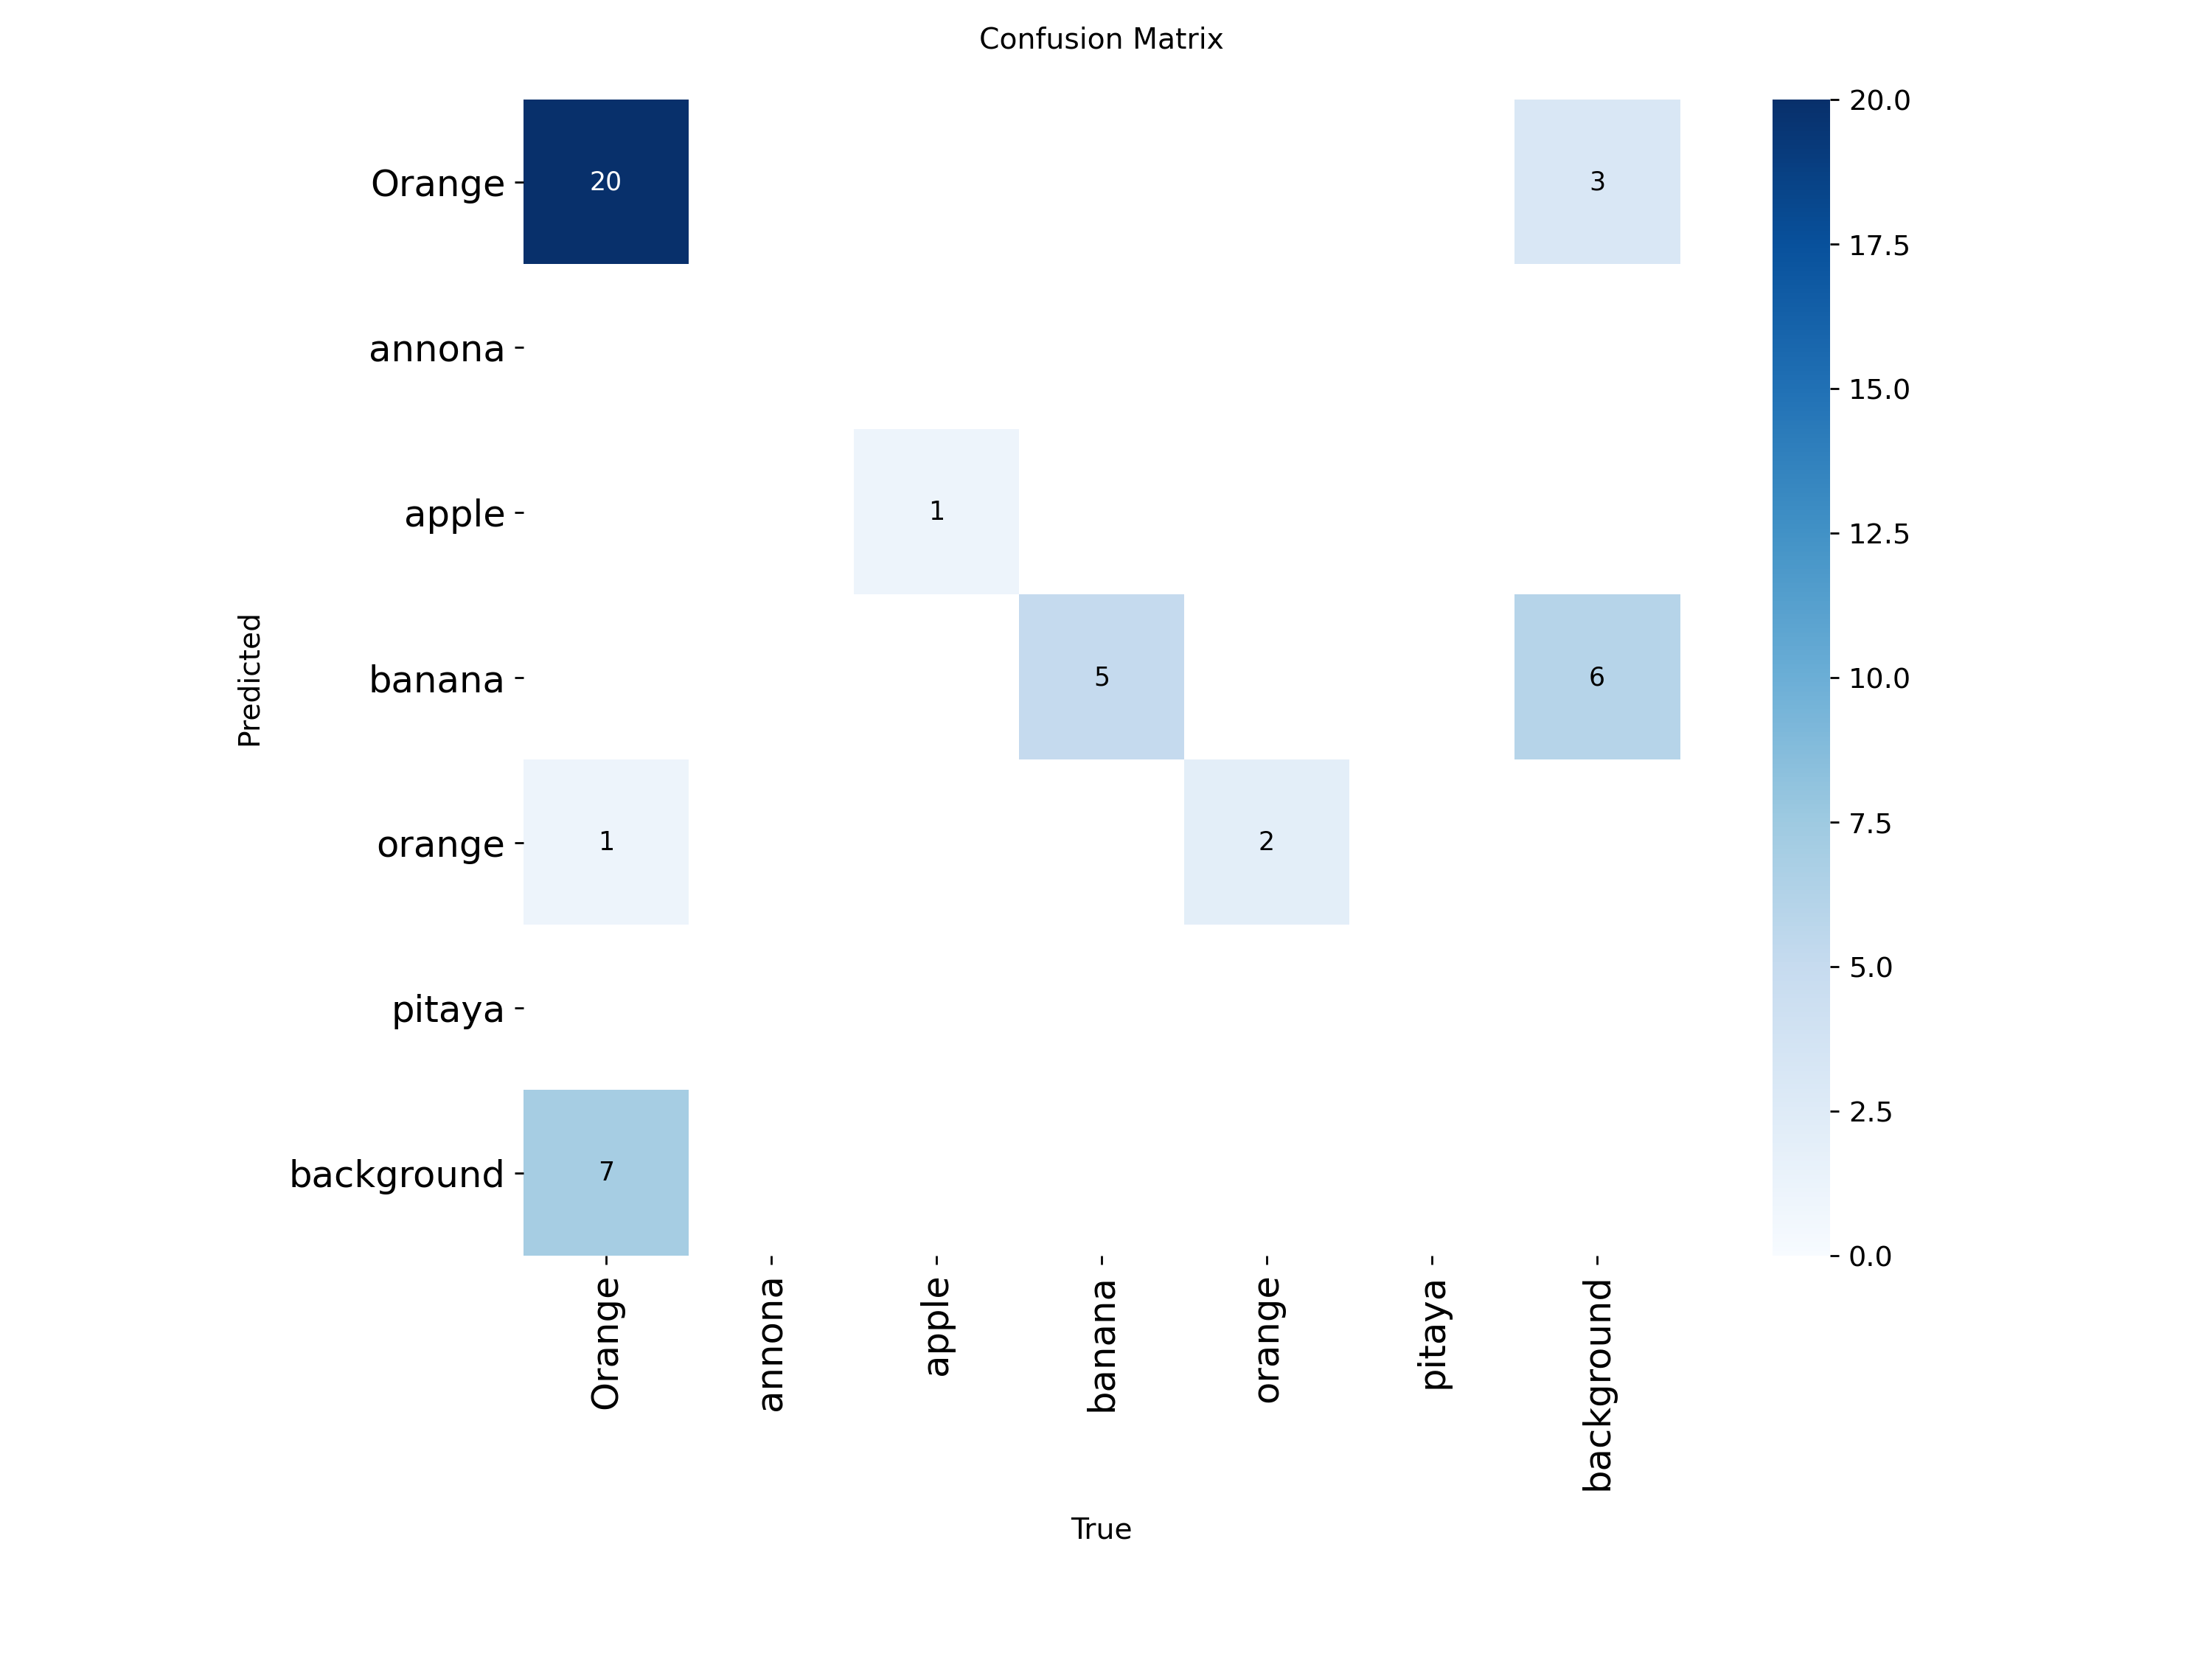 Confusion Matrix
Orange
20
3
annona
apple
1
banana
5
6
orange
1
2
pitaya
background
7
Predicted
Orange
annona
apple
banana
orange
pitaya
background
True
20.0
17.5
15.0
12.5
10.0
7.5
5.0
2.5
0.0